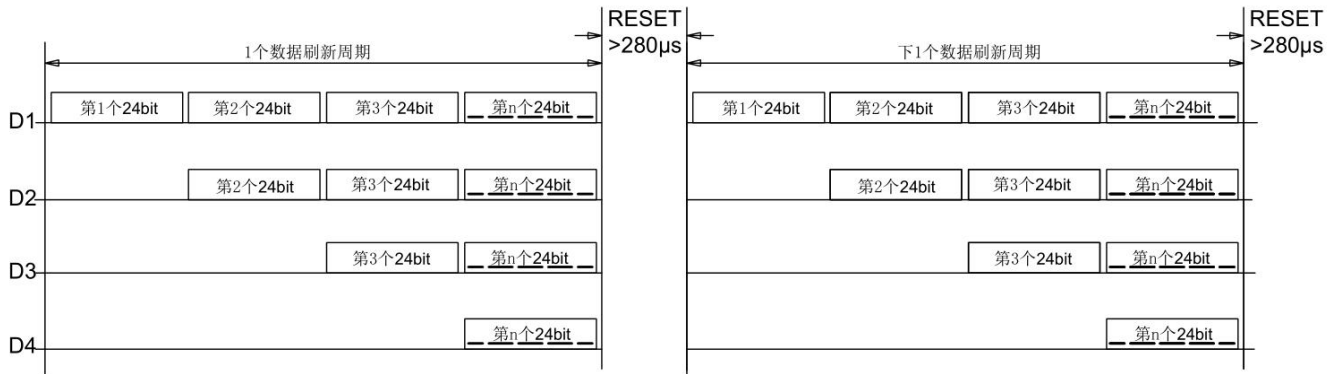 RESET
>280μs
RESET
>280μs
1个数据刷新周期
下1个数据刷新周期
D1 第1个24bit 第2个24bit 第3个24bit 第n个24bit 第1个24bit 第2个24bit 第3个24bit 第n个24bit
D2 第2个24bit 第3个24bit 第n个24bit 第2个24bit 第3个24bit 第n个24bit
D3 第3个24bit 第n个24bit 第3个24bit 第n个24bit
D4 第n个24bit 第n个24bit